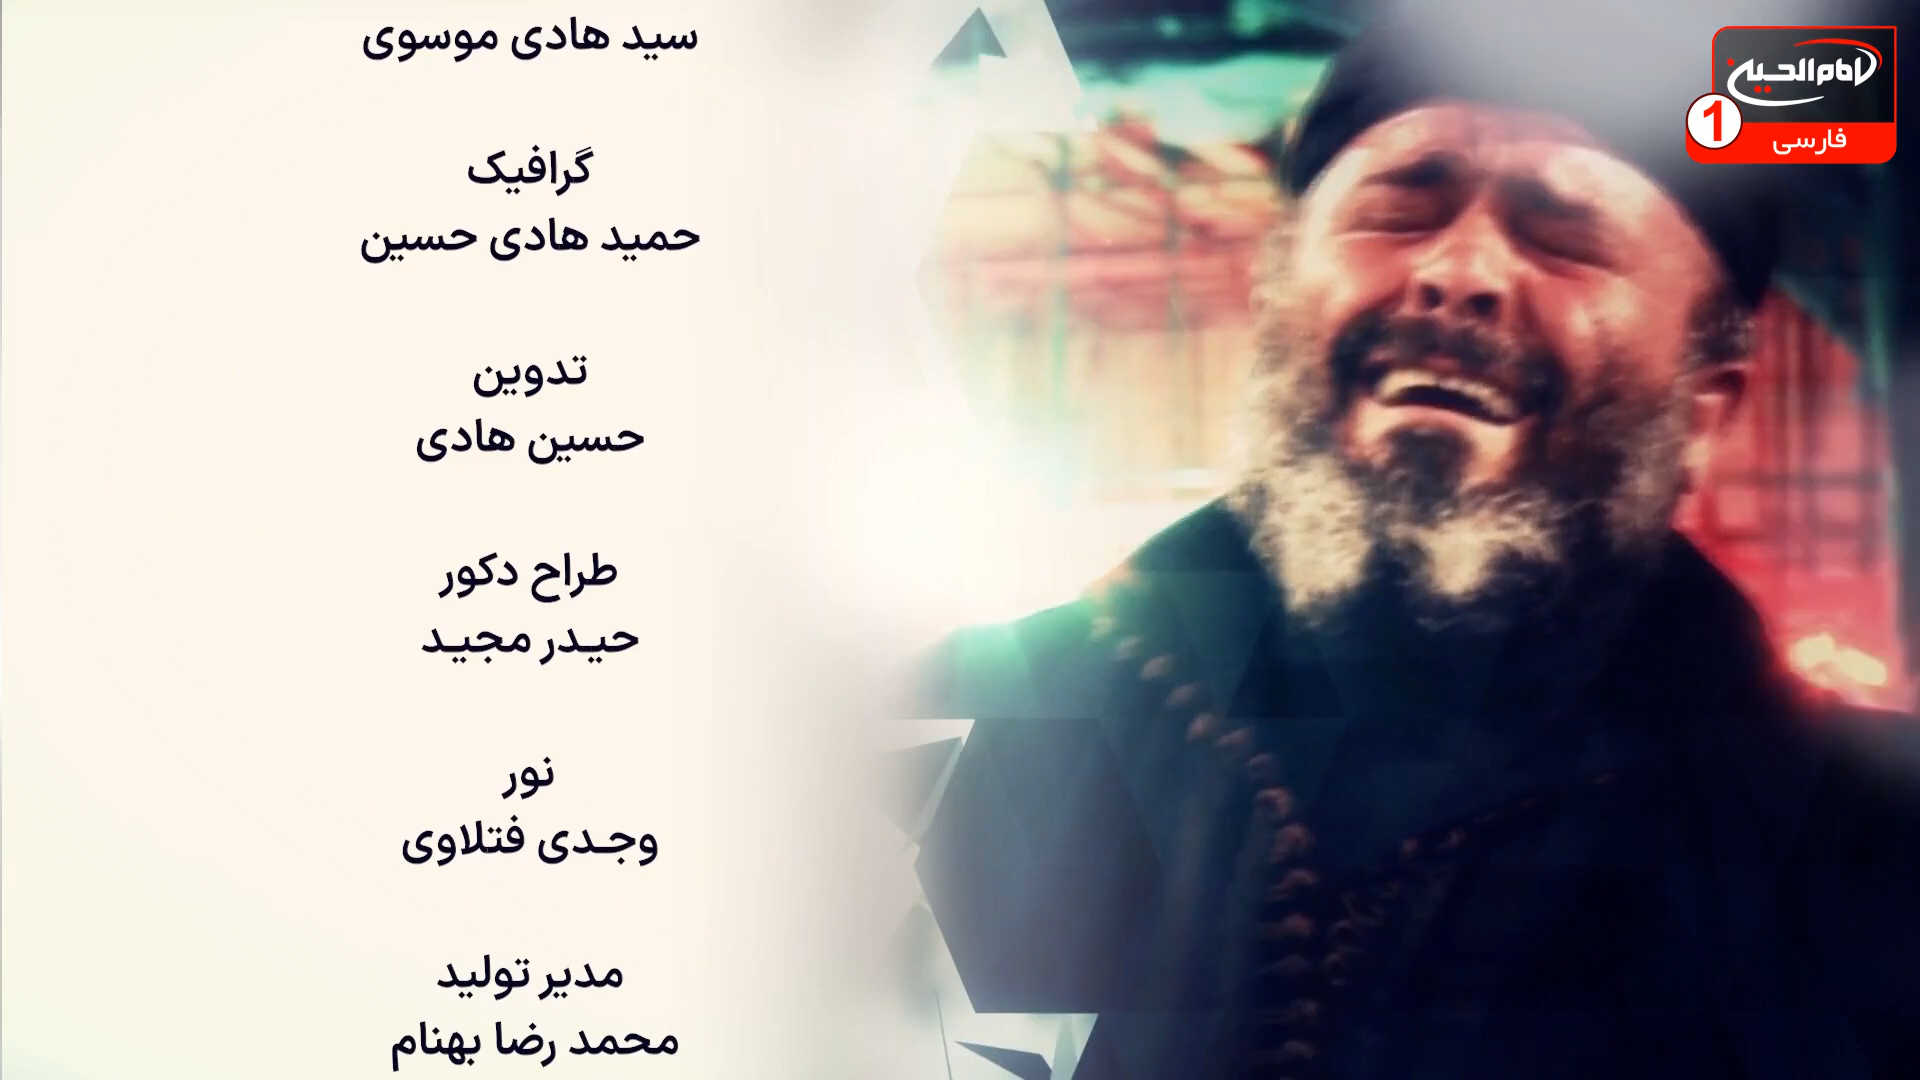 سید هادی موسوی
گرافیک
حمید هادی حسین
تدوین
حسین هادی
طراح دکور
حیدر مجید
نور
وجدی فتلاوی
مدیر تولید
محمد رضا بهنام
امام الحسین
1
فارسی